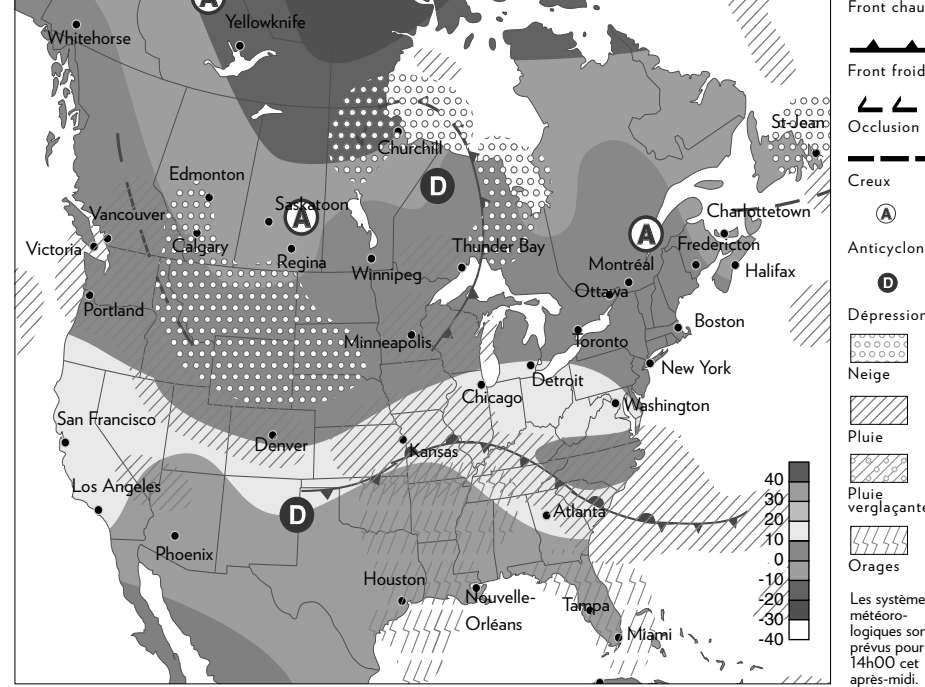 A
Yellowknife
Whitehorse
Churchill
Edmonton
D
Saskatoon
A
Vancouver
Calgary
Victoria
Regina
Winnipeg
Thunder Bay
A
St-Jean
Charlottetown
Fredericton
Montréal
Halifax
Ottawa
Portland
Minneapolis
Toronto
Boston
New York
Detroit
Chicago
Washington
San Francisco
Denver
Kansas
Los Angeles
D
Atlanta
Phoenix
Houston
Nouvelle-
Orléans
Tampa
Miami
40
30
20
10
0
-10
-20
-30
-40
Front chau
Front froid
Occlusion
Creux
A
Anticyclon
D
Dépression
Neige
Pluie
Pluie
verglaçante
Orages
Les système
météoro-
logiques son
prévus pour
14h00 cet
après-midi.